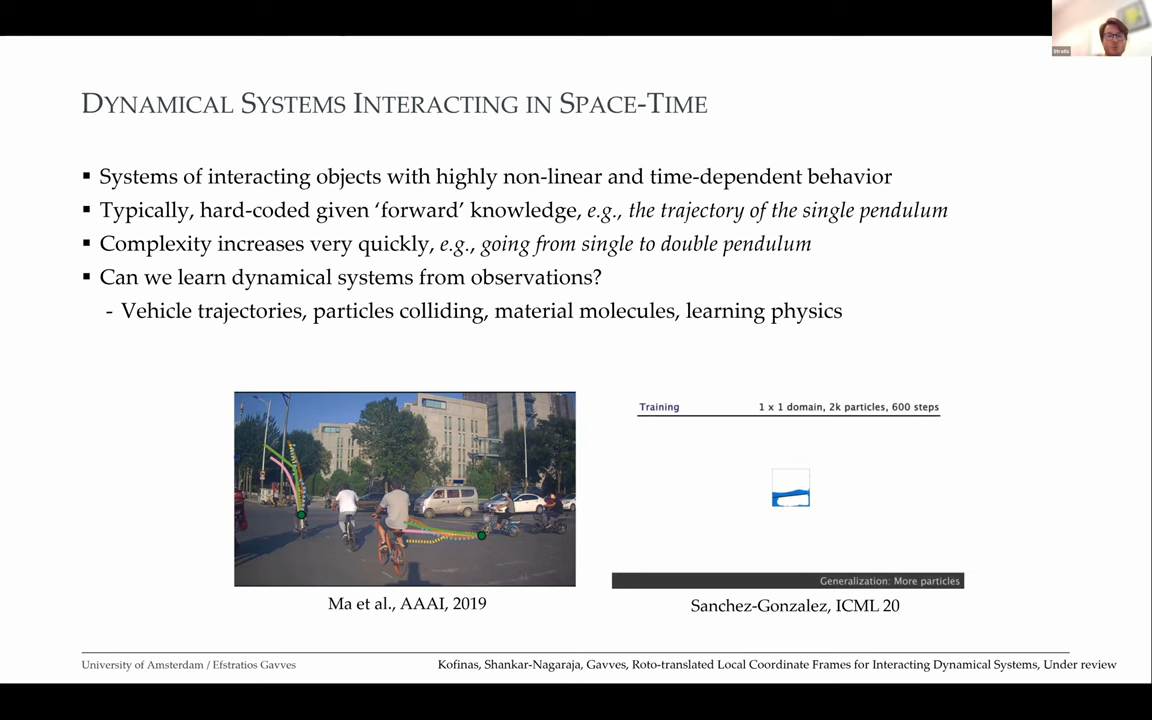 Stratis
DYNAMICAL SYSTEMS INTERACTING IN SPACE-TIME
▪ Systems of interacting objects with highly non-linear and time-dependent behavior
▪ Typically, hard-coded given ‘forward’ knowledge, e.g., the trajectory of the single pendulum
▪ Complexity increases very quickly, e.g., going from single to double pendulum
▪ Can we learn dynamical systems from observations?
- Vehicle trajectories, particles colliding, material molecules, learning physics
Training 1 x 1 domain, 2k particles, 600 steps
Generalization: More particles
Ma et al., AAAI, 2019
Sanchez-Gonzalez, ICML 20
University of Amsterdam / Efstratios Gavves
Kofinas, Shankar-Nagaraja, Gavves, Roto-translated Local Coordinate Frames for Interacting Dynamical Systems, Under review